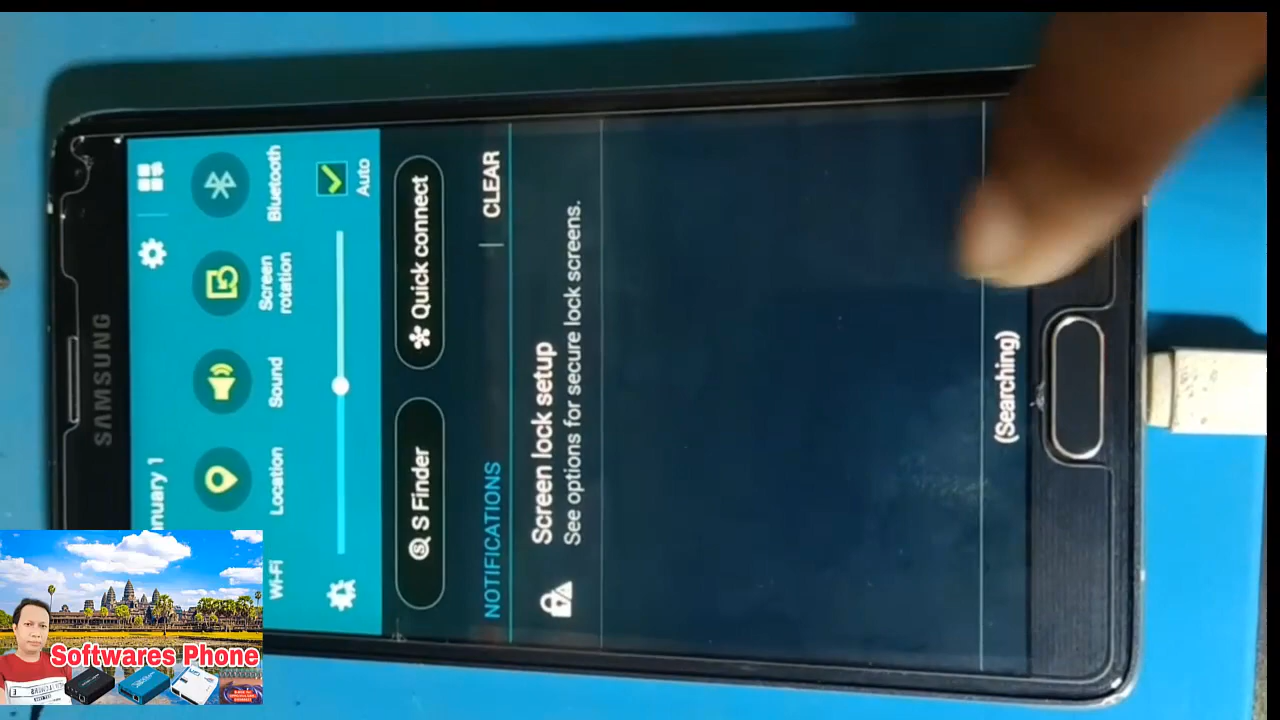 SAMSUNG
anuary 1
Wi-Fi
Location
Sound
Screen
rotation
Bluetooth
Auto
S Finder
Quick connect
NOTIFICATIONS
CLEAR
Screen lock setup
See options for secure lock screens.
(Searching)
Softwares Phone